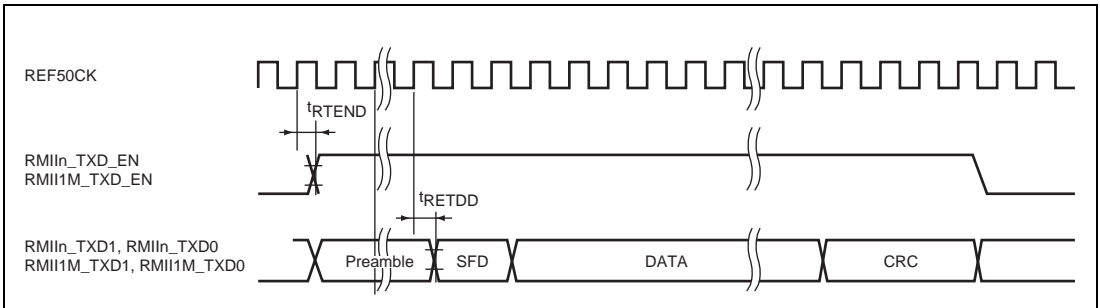 REF50CK
tRTEND
RMIIn_TXD_EN
RMII1M_TXD_EN
tRETDD
RMIIn_TXD1, RMIIn_TXD0
RMII1M_TXD1, RMII1M_TXD0
Preamble SFD DATA CRC